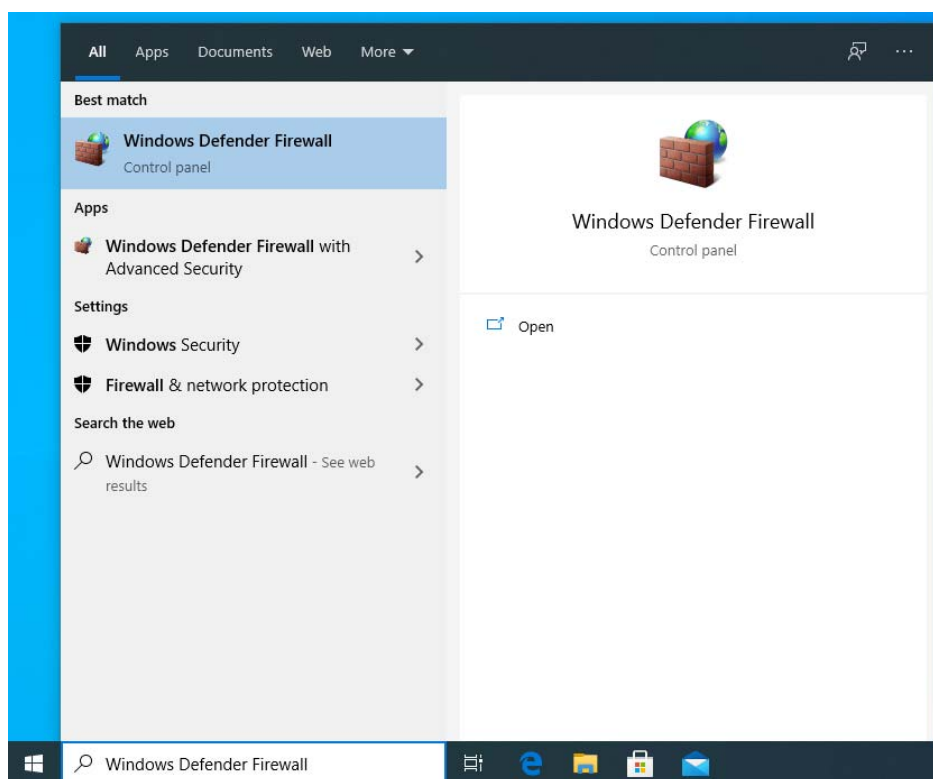 All Apps Documents Web More
Best match
Windows Defender Firewall
Control panel
Apps
Windows Defender Firewall with
Advanced Security
Settings
Windows Security
Firewall & network protection
Search the web
Windows Defender Firewall - See web
results
Windows Defender Firewall
Control panel
Open
Windows Defender Firewall